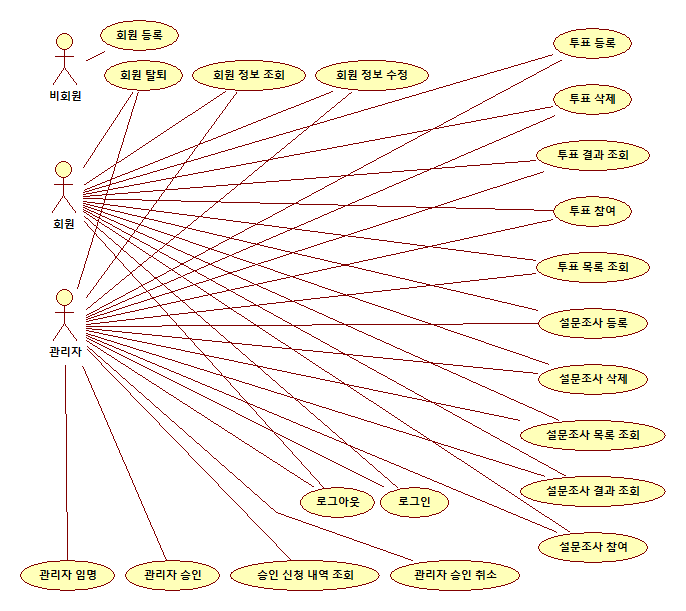 회원 등록
투표 등록
회원 탈퇴
회원 정보 조회
회원 정보 수정
비회원
투표 삭제
투표 결과 조회
투표 참여
회원
투표 목록 조회
설문조사 등록
관리자
설문조사 삭제
설문조사 목록 조회
설문조사 결과 조회
로그아웃
로그인
설문조사 참여
관리자 임명
관리자 승인
승인 신청 내역 조회
관리자 승인 취소